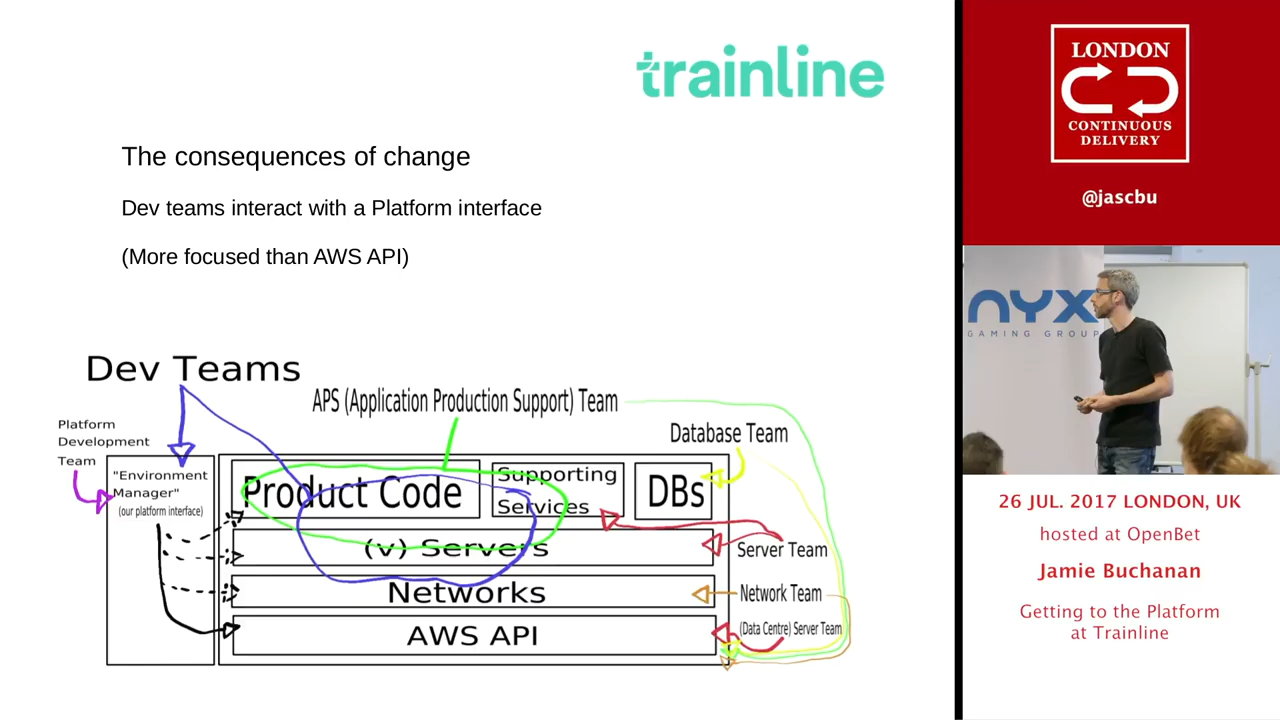 trainline
The consequences of change
Dev teams interact with a Platform interface
(More focused than AWS API)
Dev Teams
APS (Application Production Support) Team
Platform
Development
Team
Database Team
"Environment
Manager"
(our platform interface)
Product Code
Supporting
Services
DBs
(v) Servers
Server Team
Networks
Network Team
AWS API
(Data Centre) Server Team
LONDON
CONTINUOUS
DELIVERY
@jascbu
NYX
GAMING GROUP
26 JUL. 2017 LONDON, UK
hosted at OpenBet
Jamie Buchanan
Getting to the Platform
at Trainline